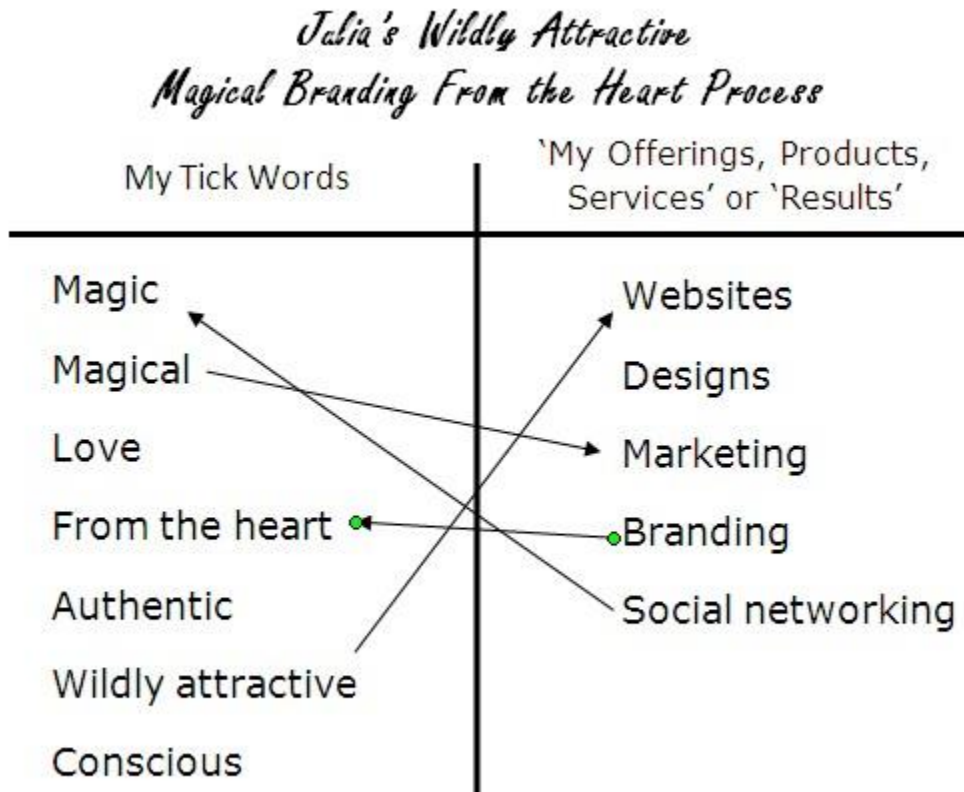 Julia's Wildly Attractive
Magical Branding From the Heart Process
My Tick Words
'My Offerings, Products,
Services' or 'Results'
Magic
Magical
Love
From the heart
Authentic
Wildly attractive
Conscious
Websites
Designs
Marketing
Branding
Social networking